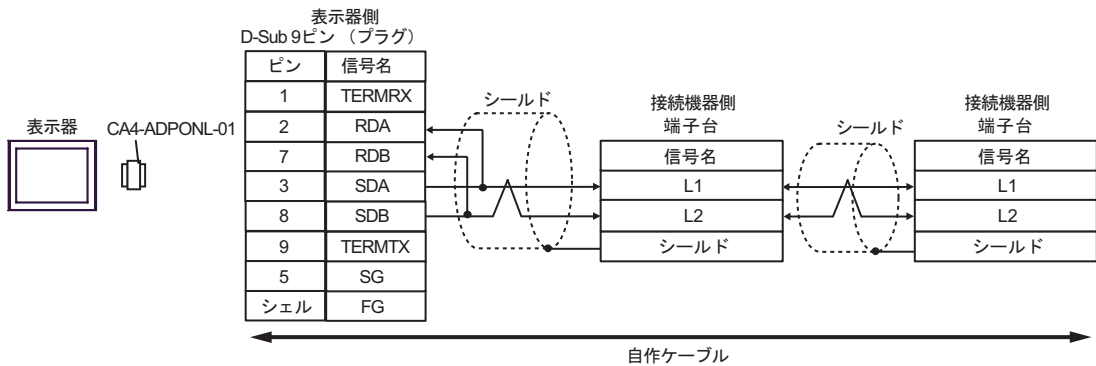 表示器側
D-Sub 9ピン （プラグ）
ピン 信号名
1 TERMRX
2 RDA
7 RDB
3 SDA
8 SDB
9 TERMTX
5 SG
シェル FG
表示器
CA4-ADPONL-01
シールド
接続機器側
端子台
信号名
L1
L2
シールド
シールド
接続機器側
端子台
信号名
L1
L2
シールド
自作ケーブル